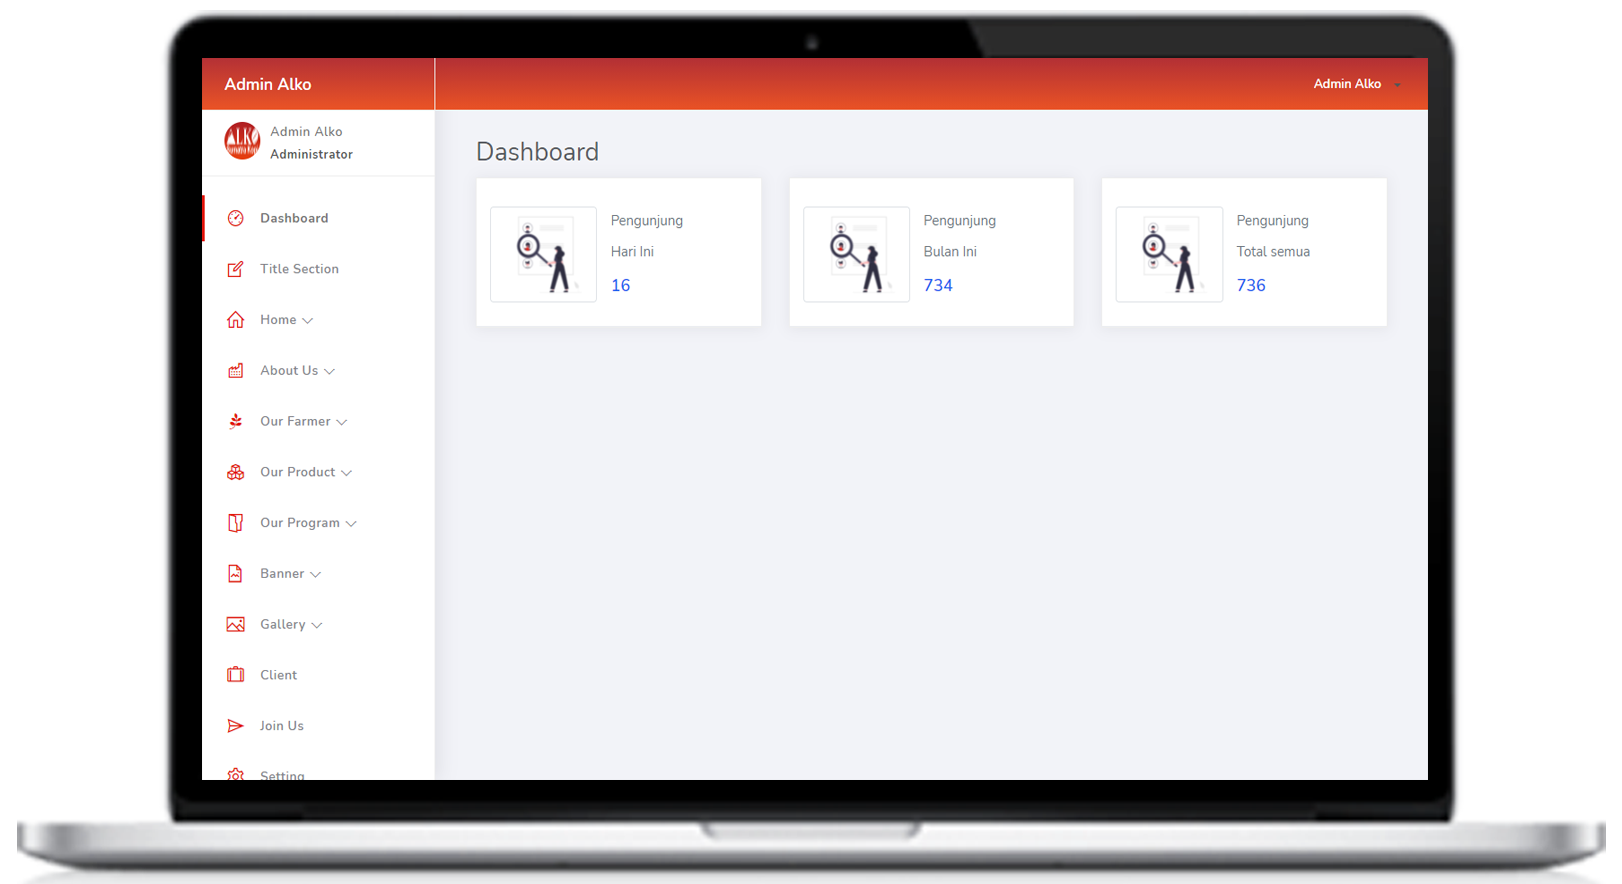 Admin Alko
Admin Alko
ALKO
Admin Alko
Administrator
Dashboard
Title Section
Home
About Us
Our Farmer
Our Product
Our Program
Banner
Gallery
Client
Join Us
Setting
Dashboard
Pengunjung
Hari Ini
16
Pengunjung
Bulan Ini
734
Pengunjung
Total semua
736